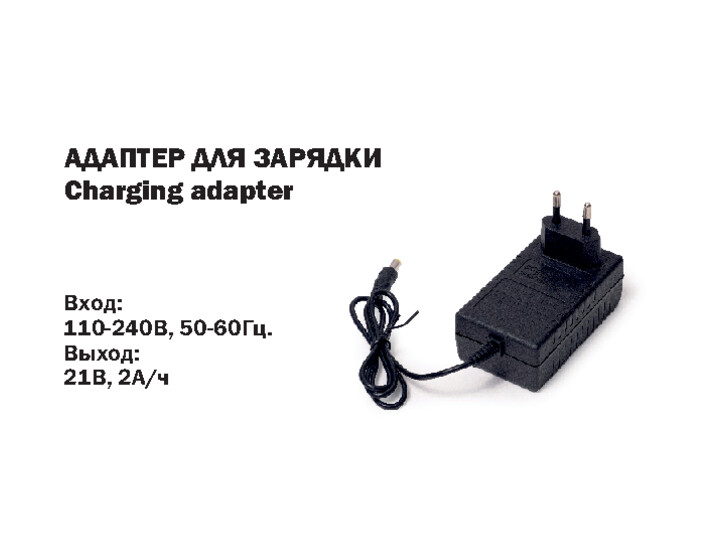 АДАПТЕР ДЛЯ ЗАРЯДКИ
Charging adapter
Вход:
110-240В, 50-60Гц.
Выход:
21В, 2А/ч